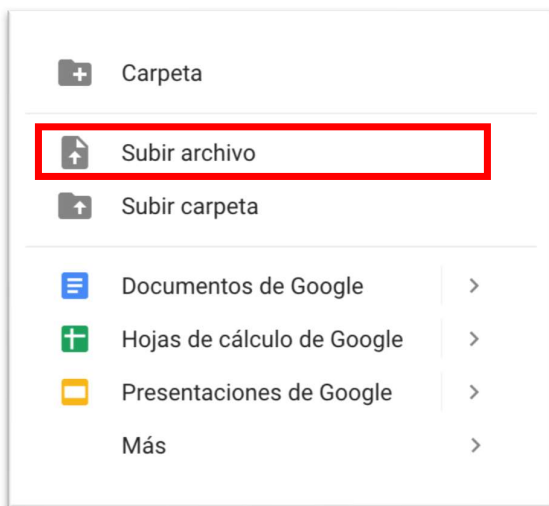 Carpeta
Subir archivo
Subir carpeta
Documentos de Google
Hojas de cálculo de Google
Presentaciones de Google
Más